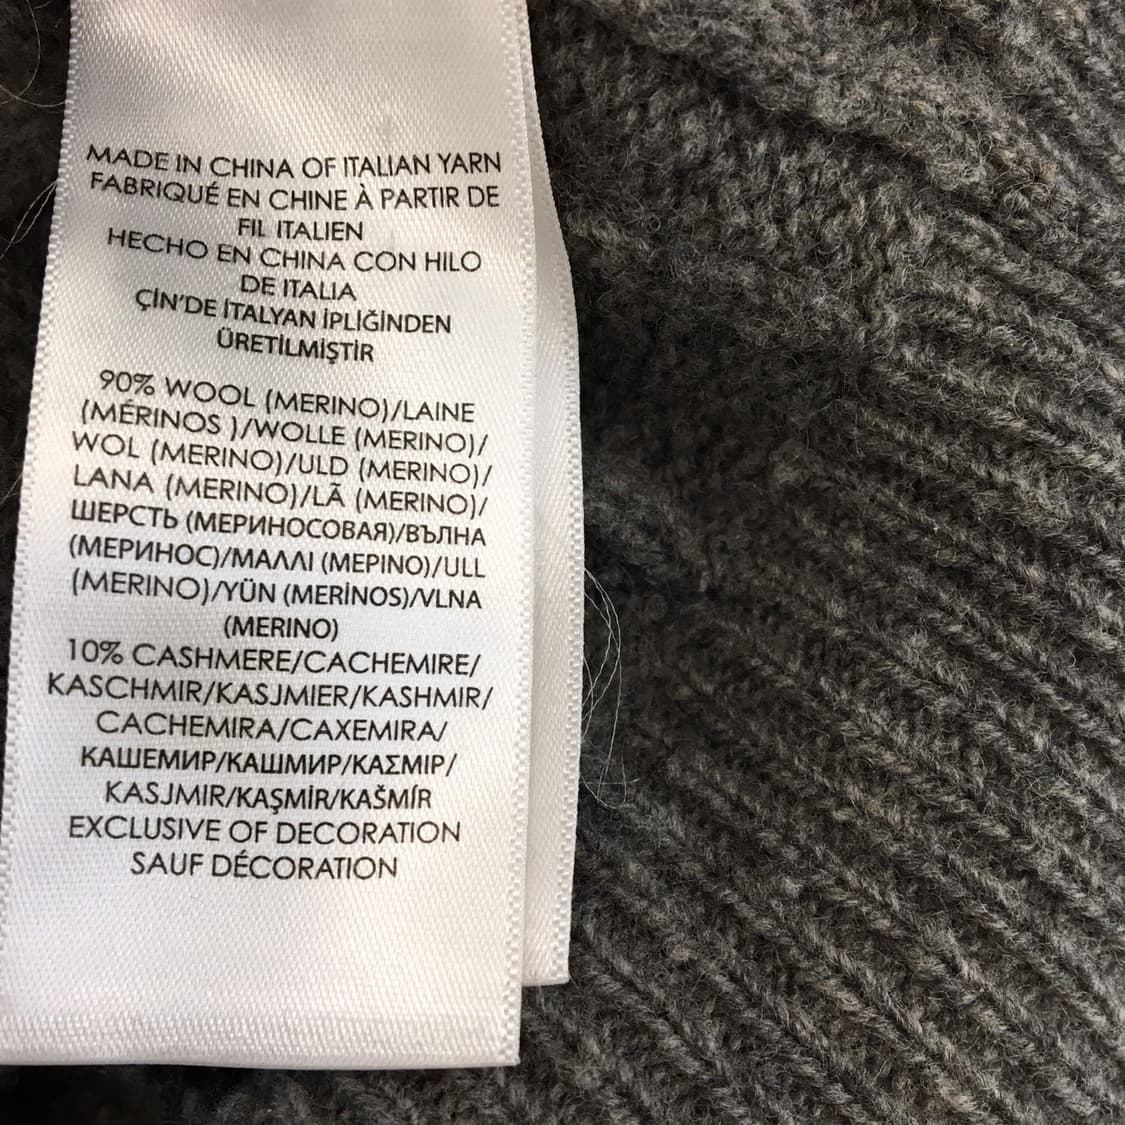 MADE IN CHINA OF ITALIAN YARN
FABRIQUÉ EN CHINE À PARTIR DE
FIL ITALIEN
HECHO EN CHINA CON HILO
DE ITALIA
ÇİN'DE İTALYAN İPLİĞİNDEN
ÜRETİLMİŞTİR
90% WOOL (MERINO)/LAINE
(MÉRINOS )/WOLLE (MERINO)/
WOL (MERINO)/ULD (MERINO)/
LANA (MERINO)/LÃ (MERINO)/
ШЕРСТЬ (МЕРИНОСОВАЯ)/ВЪЛНА
(МЕРИНОС)/ΜΑΛΛΙ (ΜΕΡΙΝΟ)/ULL
(MERINO)/YÜN (MERİNOS)/VLNA
(MERINO)
10% CASHMERE/CACHEMIRE/
KASCHMIR/KASJMIER/KASHMIR/
CACHEMIRA/CAXEMIRA/
КАШЕМИР/КАШМИР/ΚΑΣΜΙΡ/
KASJMIR/KAŞMİR/KAŠMÍR
EXCLUSIVE OF DECORATION
SAUF DÉCORATION